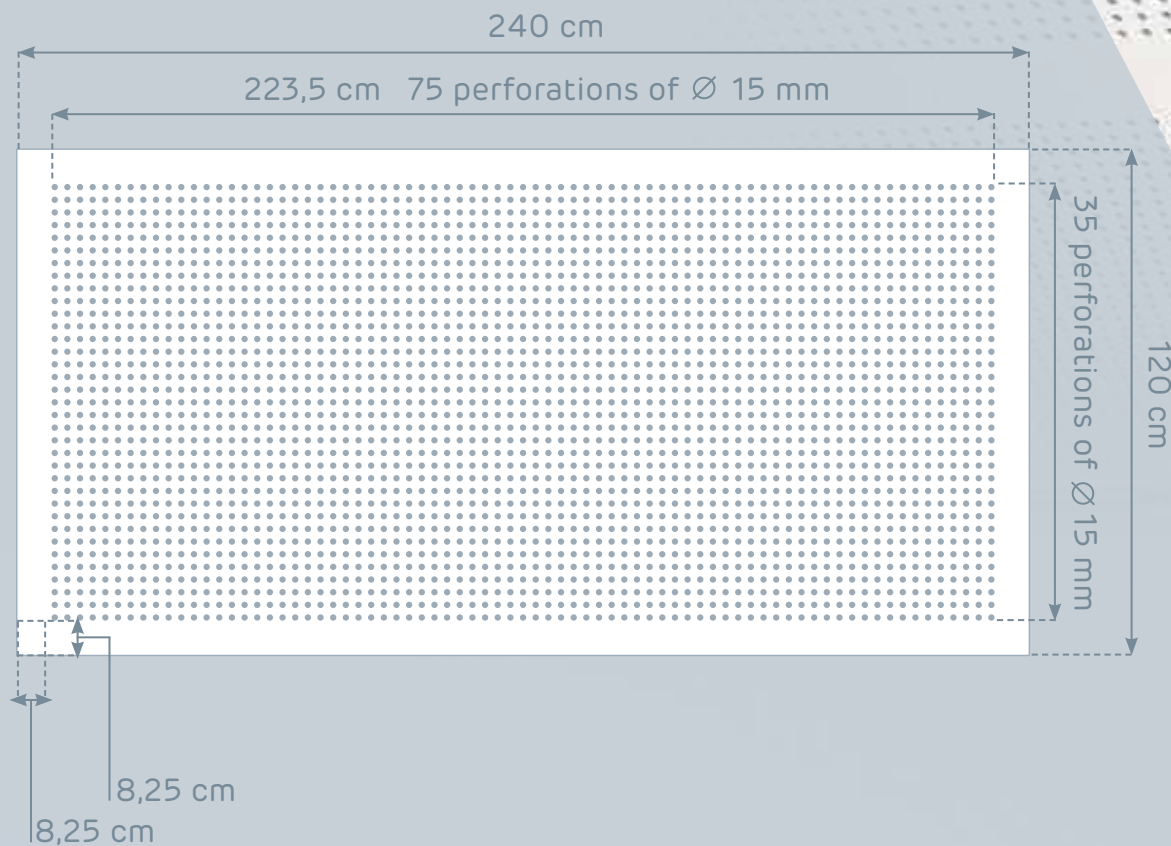 240 cm
223,5 cm 75 perforations of Ø 15 mm
35 perforations of Ø 15 mm
120 cm
8,25 cm
8,25 cm